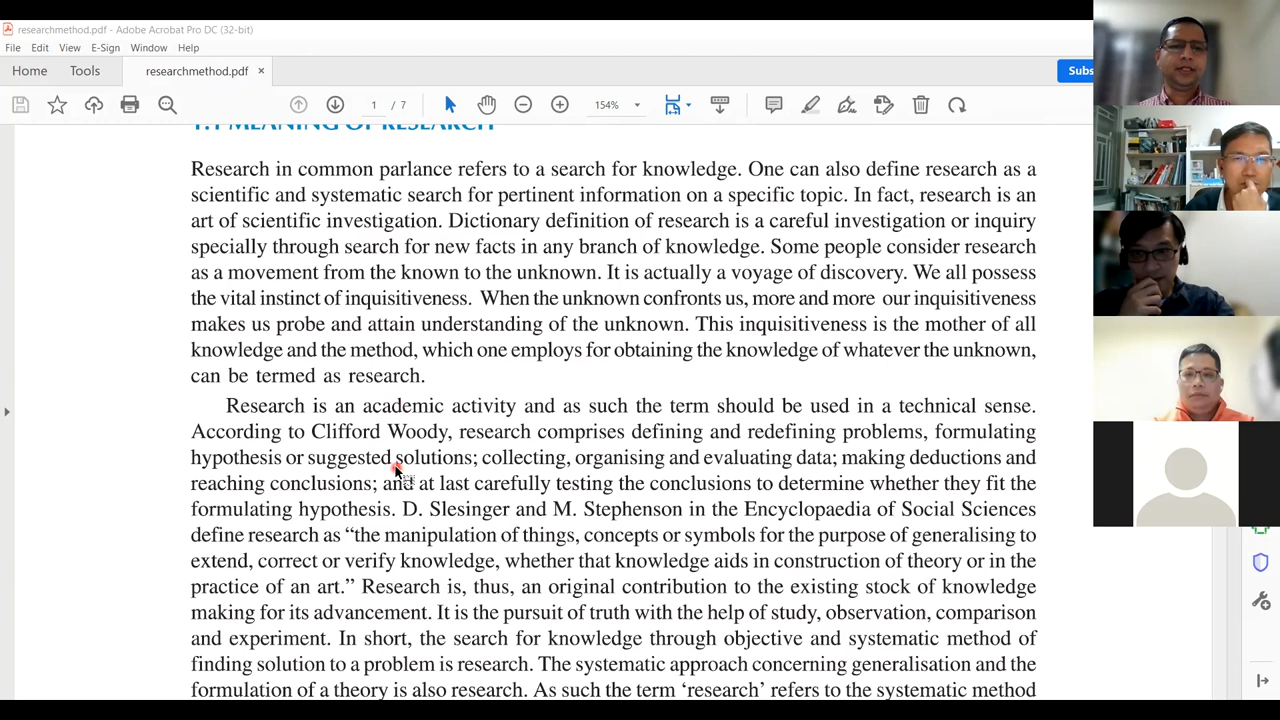 researchmethod.pdf - Adobe Acrobat Pro DC (32-bit)
File Edit View E-Sign Window Help
Home Tools researchmethod.pdf × Subs
1 / 7 154%
1.1 MEANING OF RESEARCH
Research in common parlance refers to a search for knowledge. One can also define research as a
scientific and systematic search for pertinent information on a specific topic. In fact, research is an
art of scientific investigation. Dictionary definition of research is a careful investigation or inquiry
specially through search for new facts in any branch of knowledge. Some people consider research
as a movement from the known to the unknown. It is actually a voyage of discovery. We all possess
the vital instinct of inquisitiveness. When the unknown confronts us, more and more our inquisitiveness
makes us probe and attain understanding of the unknown. This inquisitiveness is the mother of all
knowledge and the method, which one employs for obtaining the knowledge of whatever the unknown,
can be termed as research.
Research is an academic activity and as such the term should be used in a technical sense.
According to Clifford Woody, research comprises defining and redefining problems, formulating
hypothesis or suggested solutions; collecting, organising and evaluating data; making deductions and
reaching conclusions; and at last carefully testing the conclusions to determine whether they fit the
formulating hypothesis. D. Slesinger and M. Stephenson in the Encyclopaedia of Social Sciences
define research as “the manipulation of things, concepts or symbols for the purpose of generalising to
extend, correct or verify knowledge, whether that knowledge aids in construction of theory or in the
practice of an art.” Research is, thus, an original contribution to the existing stock of knowledge
making for its advancement. It is the pursuit of truth with the help of study, observation, comparison
and experiment. In short, the search for knowledge through objective and systematic method of
finding solution to a problem is research. The systematic approach concerning generalisation and the
formulation of a theory is also research. As such the term ‘research’ refers to the systematic method